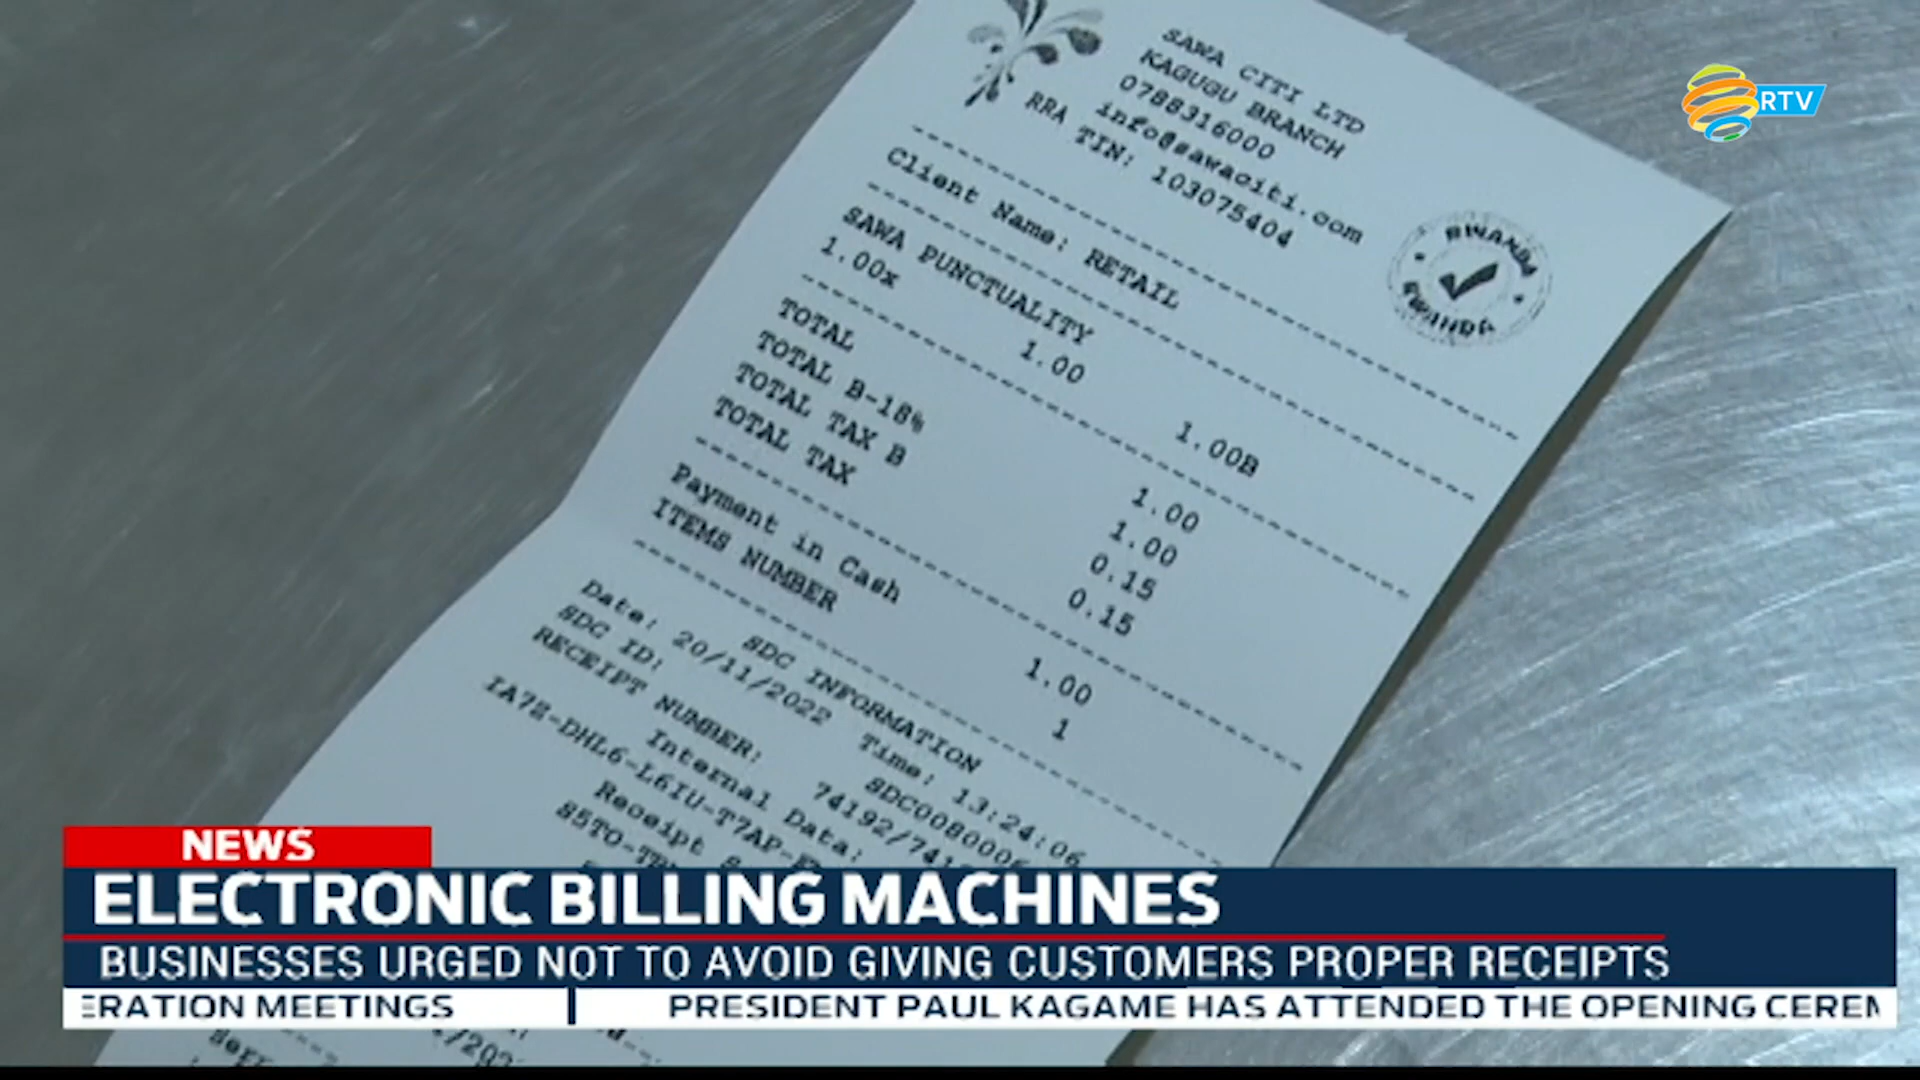 SAWA CITI LTD
KAGUGU BRANCH
0788316000
info@sawaciti.com
RRA TIN: 103075404
RWANDA
RWANDA
Client Name: RETAIL
SAWA PUNCTUALITY
1.00x 1.00 1.00B
TOTAL 1.00
TOTAL B-18% 1.00
TOTAL TAX B 0.15
TOTAL TAX 0.15
Payment in Cash 1.00
ITEMS NUMBER 1
SDC INFORMATION
Date: 20/11/2022 Time: 13:24:06
SDC ID:
RECEIPT NUMBER:
Internal Data:
IA7Z-DHL6-L6IU-T7AP-
Receipt
RTV
NEWS
ELECTRONIC BILLING MACHINES
BUSINESSES URGED NOT TO AVOID GIVING CUSTOMERS PROPER RECEIPTS
ERATION MEETINGS PRESIDENT PAUL KAGAME HAS ATTENDED THE OPENING CEREM